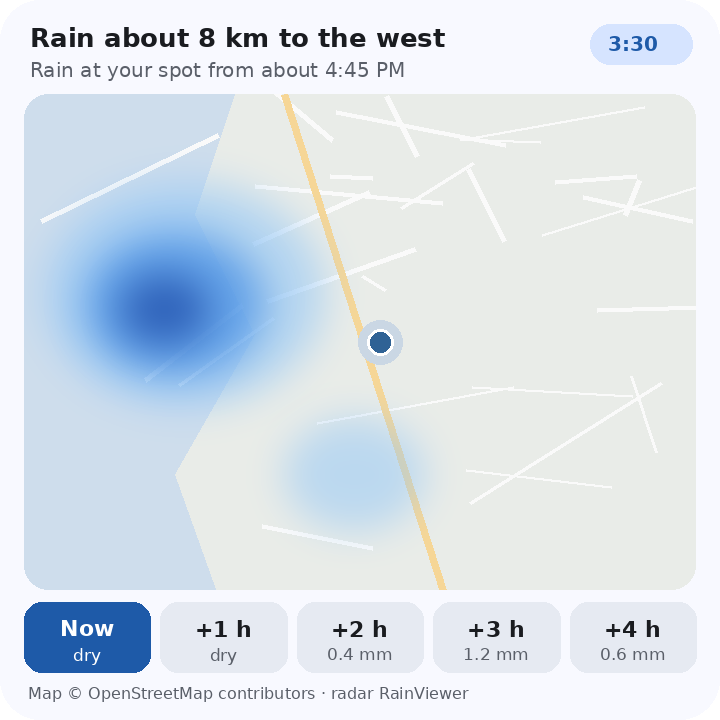 Rain about 8 km to the west
3:30
Rain at your spot from about 4:45 PM
Now
dry
+1 h
dry
+2 h
0.4 mm
+3 h
1.2 mm
+4 h
0.6 mm
Map © OpenStreetMap contributors · radar RainViewer